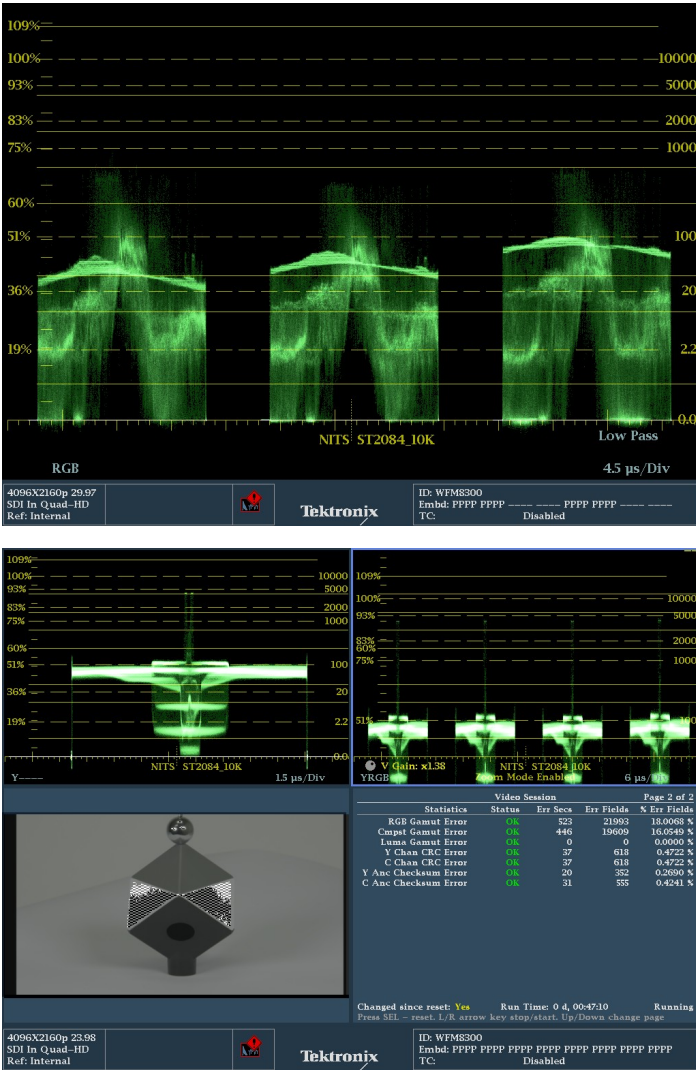 109%
100% 10000
93% 5000
83% 2000
75% 1000
60%
51% 100
36% 20
19% 2.2
0.0
NITS ST2084_10K
Low Pass
RGB 4.5 µs/Div
4096X2160p 29.97
SDI In Quad-HD
Ref: Internal
Tektronix
ID: WFM8300
Embd: PPPP PPPP ---- ---- PPPP PPPP ---- ----
TC: Disabled
109%
100% 10000
93% 5000
83% 2000
75% 1000
60%
51% 100
36% 20
19% 2.2
0.0
NITS ST2084_10K
Y---- 1.5 µs/Div
109%
100% 10000
93% 5000
83% 2000
60%
75% 1000
51% 100
V Gain: x1.38
NITS ST2084_10K
YRGB Zoom Mode Enabled 6 µs/Div
Video Session Page 2 of 2
Statistics Status Err Secs Err Fields % Err Fields
RGB Gamut Error OK 523 21993 18.0068 %
Cmpst Gamut Error OK 446 19609 16.0549 %
Luma Gamut Error OK 0 0 0.0000 %
Y Chan CRC Error OK 37 618 0.4722 %
C Chan CRC Error OK 37 618 0.4722 %
Y Anc Checksum Error OK 20 352 0.2690 %
C Anc Checksum Error OK 31 555 0.4241 %
Changed since reset: Yes Run Time: 0 d, 00:47:10 Running
Press SEL - reset. L/R arrow key stop/start. Up/Down change page
4096X2160p 23.98
SDI In Quad-HD
Ref: Internal
Tektronix
ID: WFM8300
Embd: PPPP PPPP PPPP PPPP PPPP PPPP PPPP PPPP
TC: Disabled